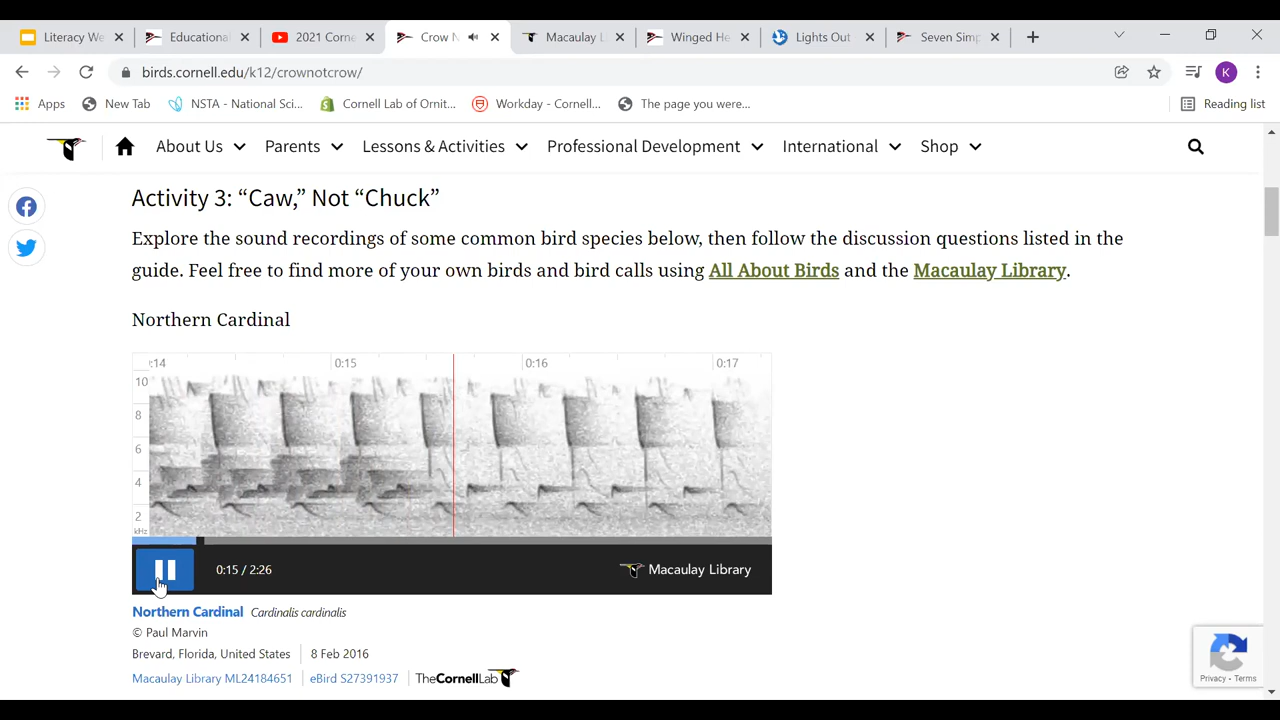 Literacy We
Educational
2021 Corne
Crow N
Macaulay L
Winged He
Lights Out
Seven Simp
birds.cornell.edu/k12/crownotcrow/
K
Apps
New Tab
NSTA - National Sci...
Cornell Lab of Ornit...
Workday - Cornell...
The page you were...
Reading list
About Us
Parents
Lessons & Activities
Professional Development
International
Shop
Activity 3: “Caw,” Not “Chuck”
Explore the sound recordings of some common bird species below, then follow the discussion questions listed in the
guide. Feel free to find more of your own birds and bird calls using All About Birds and the Macaulay Library.
Northern Cardinal
:14 0:15 0:16 0:17
10
8
6
4
2
kHz
0:15 / 2:26
Macaulay Library
Northern Cardinal Cardinalis cardinalis
© Paul Marvin
Brevard, Florida, United States 8 Feb 2016
Macaulay Library ML24184651 eBird S27391937 TheCornellLab
Privacy - Terms